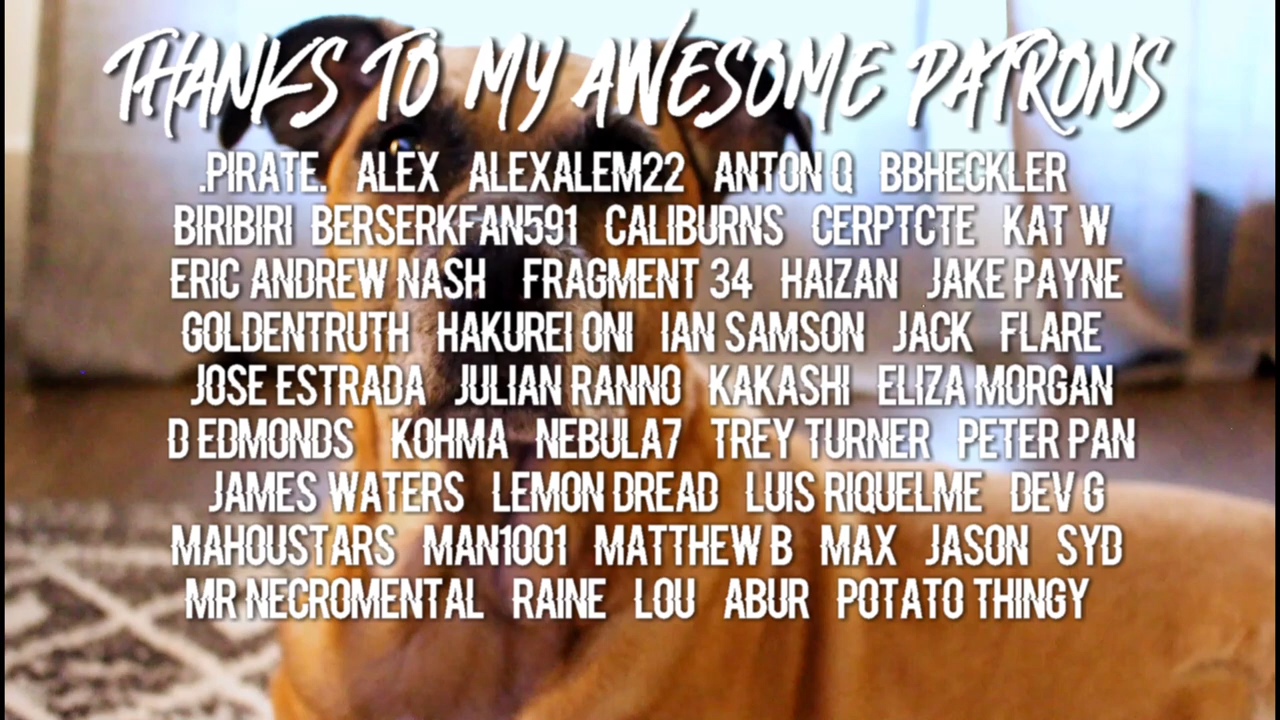 THANKS TO MY AWESOME PATRONS
.PIRATE. ALEX ALEXALEM22 ANTON Q BBHECKLER
BIRIBIRI BERSERKFAN591 CALIBURNS CERPTCTE KAT W
ERIC ANDREW NASH FRAGMENT 34 HAIZAN JAKE PAYNE
GOLDENTRUTH HAKUREI ONI IAN SAMSON JACK FLARE
JOSE ESTRADA JULIAN RANNO KAKASHI ELIZA MORGAN
D EDMONDS KOHMA NEBULA7 TREY TURNER PETER PAN
JAMES WATERS LEMON DREAD LUIS RIQUELME DEV G
MAHOUSTARS MAN1001 MATTHEW B MAX JASON SYD
MR NECROMENTAL RAINE LOU ABUR POTATO THINGY